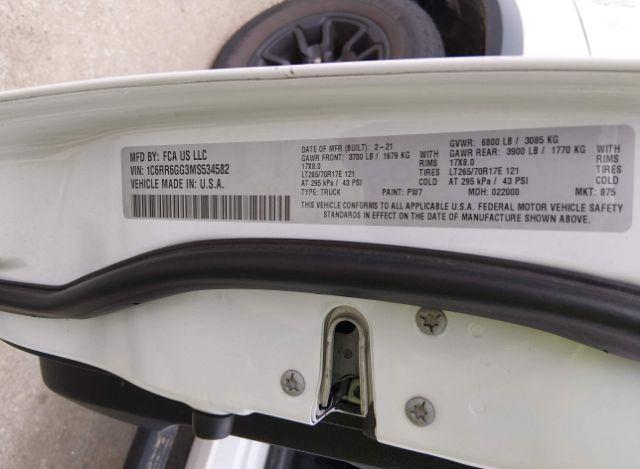 MFD BY: FCA US LLC
VIN: 1C6RR6GG3MS534582
VEHICLE MADE IN: U.S.A.
DATE OF MFR (BUILT): 2-21 GVWR: 6800 LB / 3085 KG
GAWR FRONT: 3700 LB / 1679 KG WITH GAWR REAR: 3900 LB / 1770 KG WITH
17X8.0 RIMS 17X8.0 RIMS
LT265/70R17E 121 TIRES LT265/70R17E 121 TIRES
AT 295 kPa / 43 PSI COLD AT 295 kPa / 43 PSI COLD
TYPE: TRUCK PAINT: PW7 MDH: 022000 MKT: 875
THIS VEHICLE CONFORMS TO ALL APPLICABLE U.S.A. FEDERAL MOTOR VEHICLE SAFETY
STANDARDS IN EFFECT ON THE DATE OF MANUFACTURE SHOWN ABOVE.